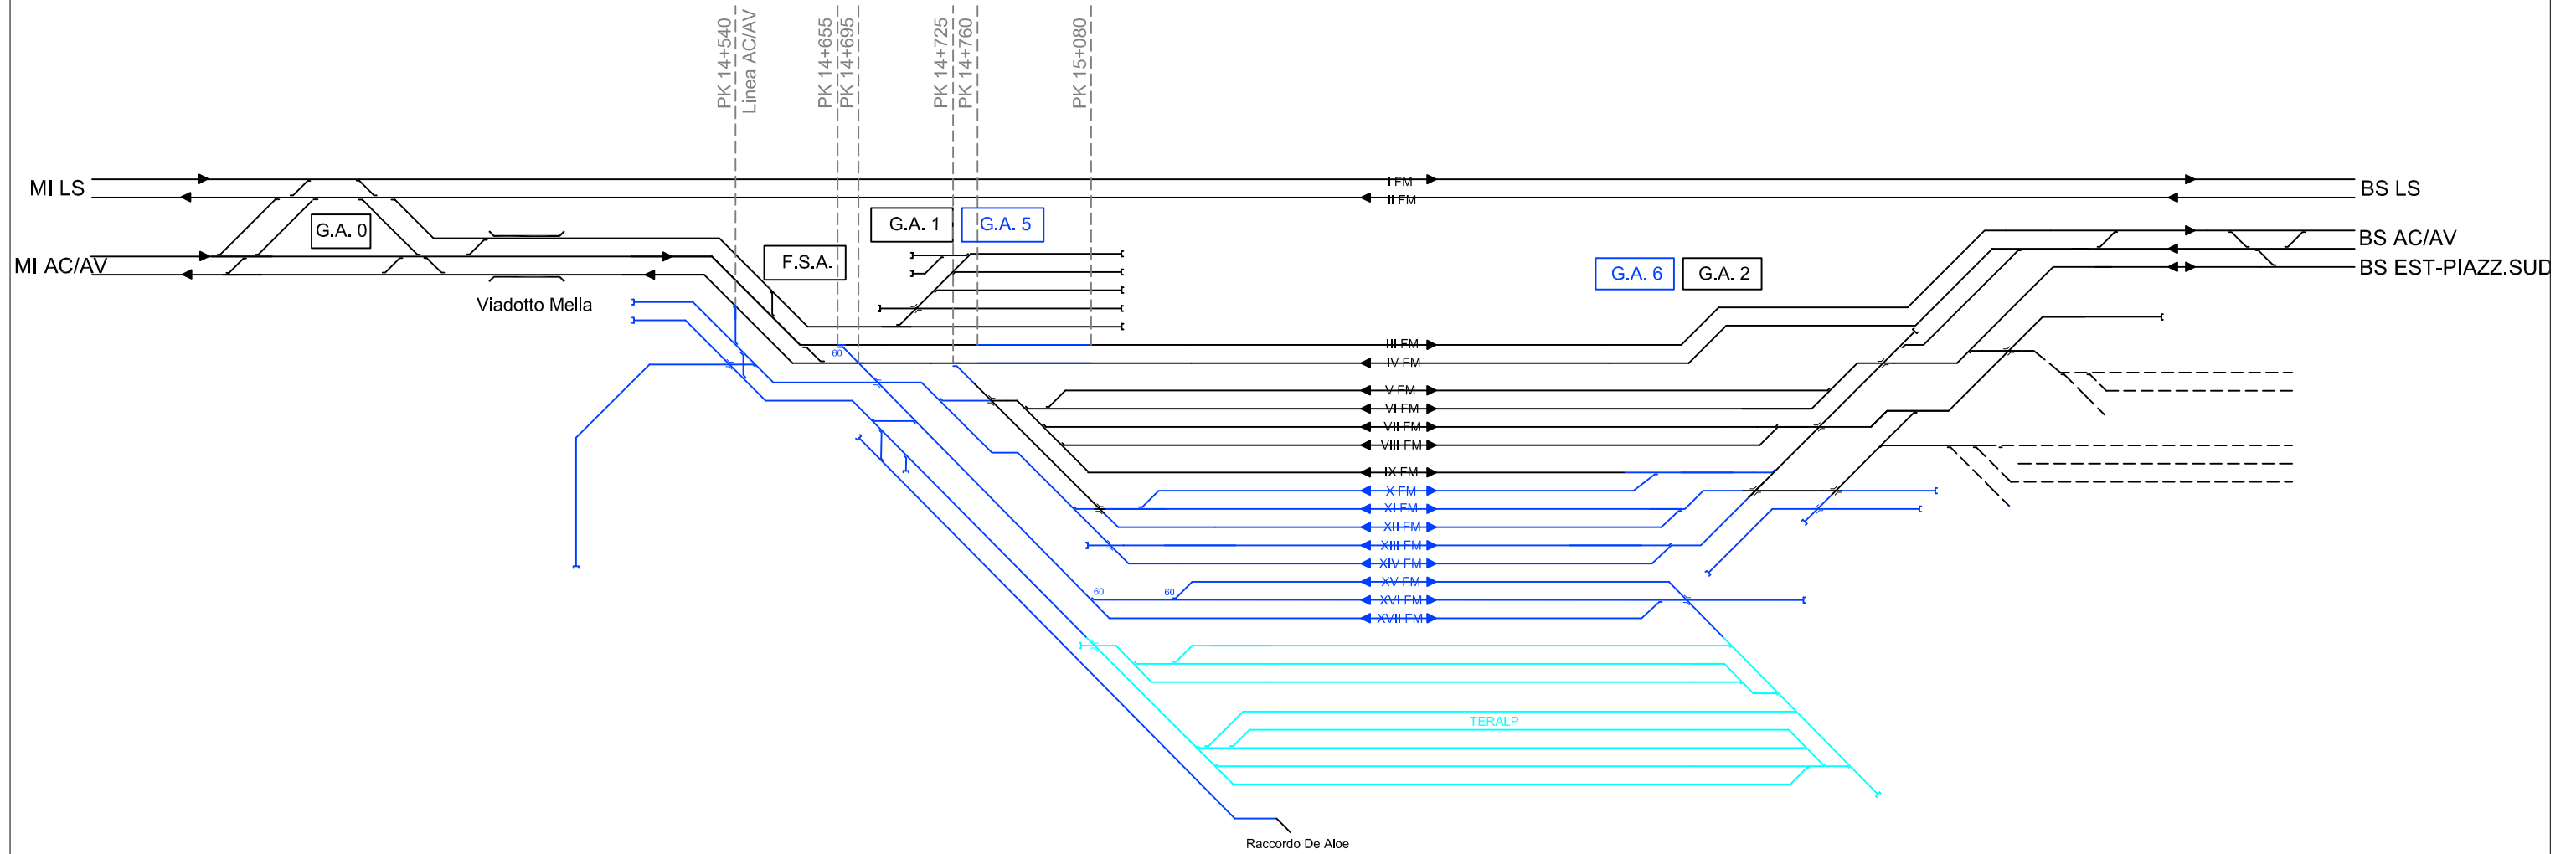 PK 14+540
Linea AC/AV
PK 14+655
PK 14+695
PK 14+725
PK 14+760
PK 15+080
MI LS
I FM
II FM
BS LS
G.A. 0
G.A. 1
G.A. 5
MI AC/AV
F.S.A.
G.A. 6
G.A. 2
BS AC/AV
BS EST-PIAZZ.SUD
Viadotto Mella
60
III FM
IV FM
V FM
VI FM
VII FM
VIII FM
IX FM
X FM
XI FM
XII FM
XIII FM
XIV FM
XV FM
60
60
XVI FM
XVII FM
TERALP
Raccordo De Aloe